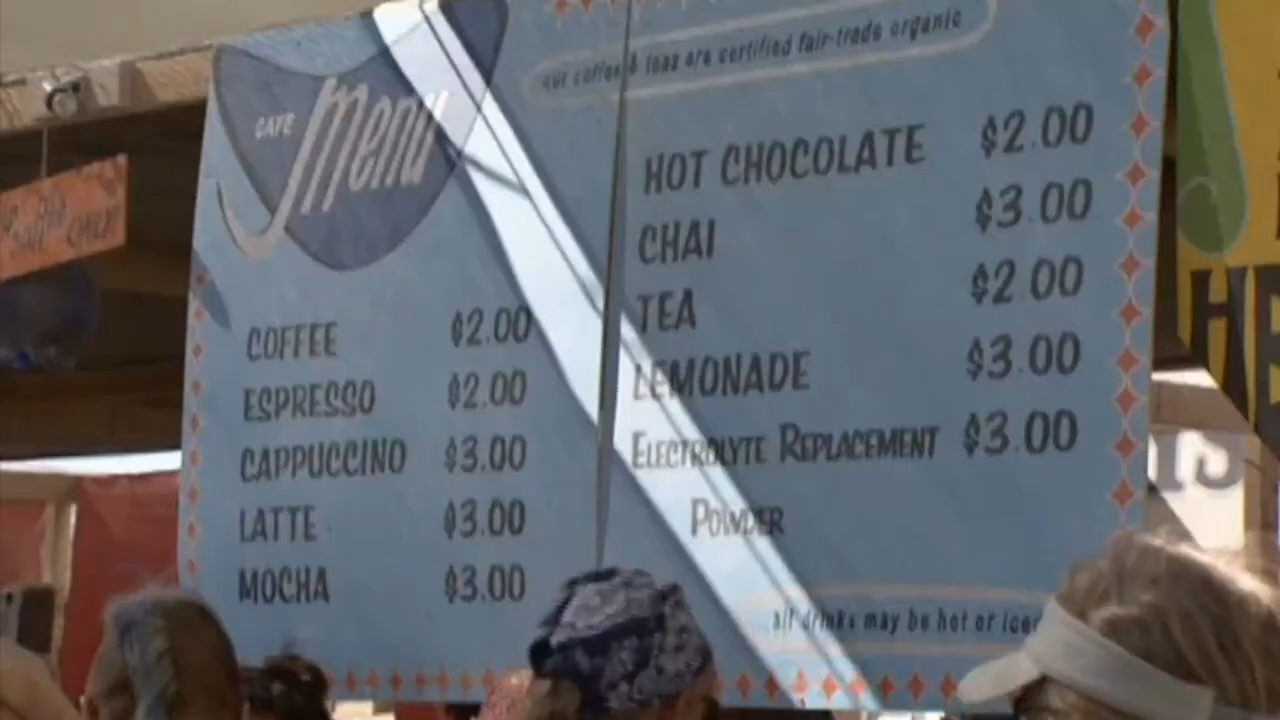 CAFE Menu
COFFEE $2.00
ESPRESSO $2.00
CAPPUCCINO $3.00
LATTE $3.00
MOCHA $3.00
our coffee & teas are certified fair-trade organic
HOT CHOCOLATE $2.00
CHAI $3.00
TEA $2.00
LEMONADE $3.00
ELECTROLYTE REPLACEMENT $3.00
POWDER
all drinks may be hot or iced
HE